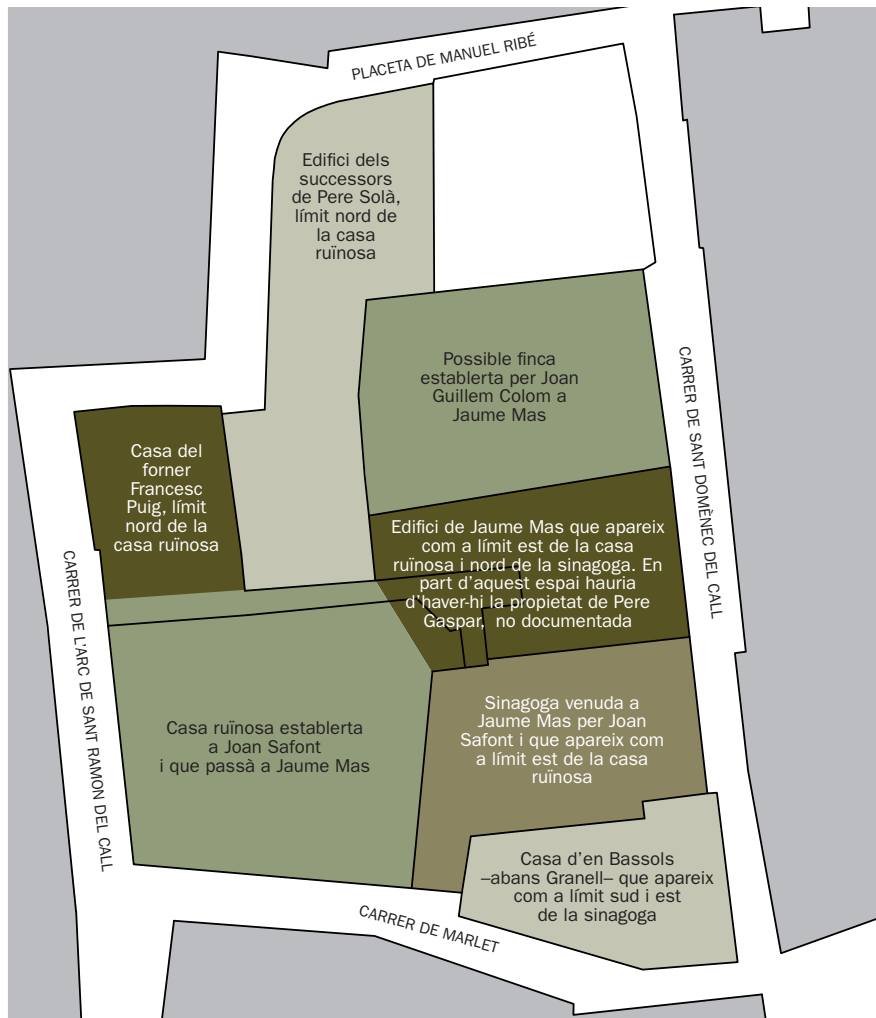 PLACETA DE MANUEL RIBÉ
Edifici dels
successors
de Pere Solà,
límit nord de
la casa
ruïnosa
Possible finca
establerta per Joan
Guillem Colom a
Jaume Mas
CARRER DE SANT DOMÈNEC DEL CALL
Casa del
forner
Francesc
Puig, límit
nord de la
casa ruïnosa
Edifici de Jaume Mas que apareix
com a límit est de la casa
ruïnosa i nord de la sinagoga. En
part d'aquest espai hauria
d'haver-hi la propietat de Pere
Gaspar, no documentada
CARRER DE L'ARC DE SANT RAMON DEL CALL
Casa ruïnosa establerta
a Joan Safont
i que passà a Jaume Mas
Sinagoga venuda a
Jaume Mas per Joan
Safont i que apareix com
a límit est de la casa
ruïnosa
Casa d'en Bassols
–abans Granell– que apareix
com a límit sud i est
de la sinagoga
CARRER DE MARLET